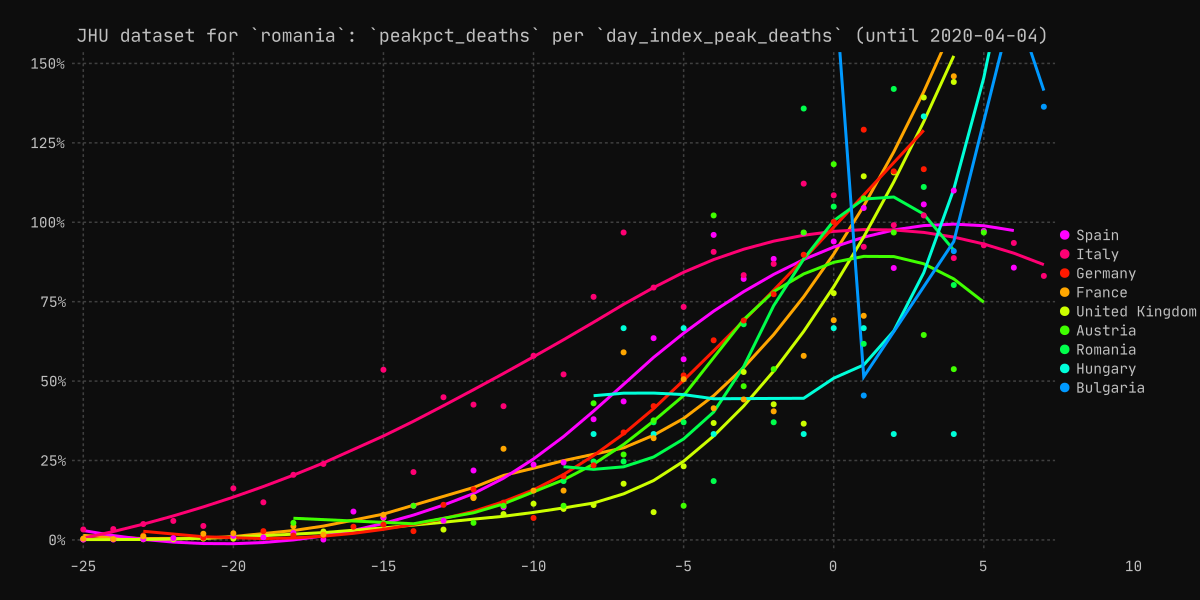 JHU dataset for `romania`: `peakpct_deaths` per `day_index_peak_deaths` (until 2020-04-04)
150%
125%
100%
75%
50%
25%
0%
-25
-20
-15
-10
-5
0
5
10
Spain
Italy
Germany
France
United Kingdom
Austria
Romania
Hungary
Bulgaria